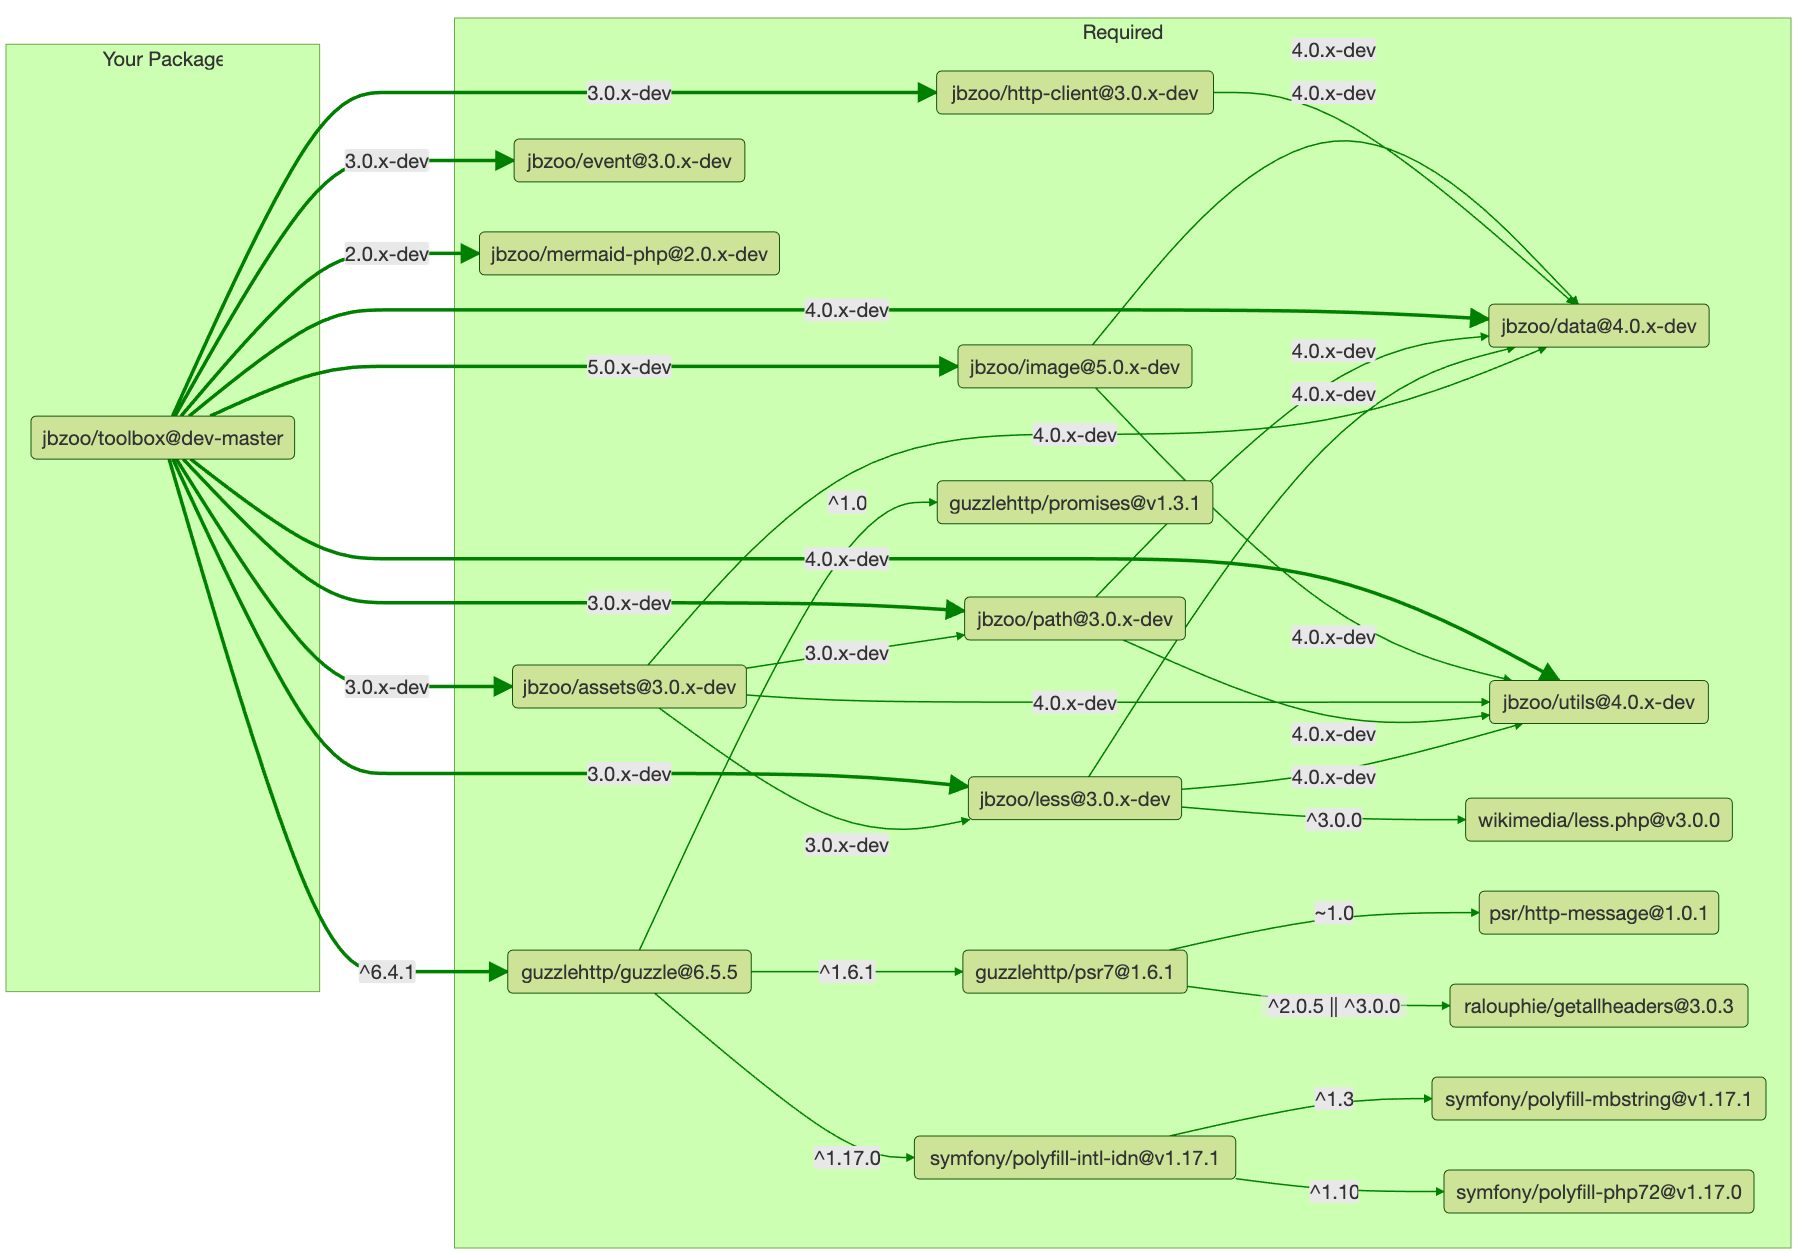 Your Package
Required
4.0.x-dev
3.0.x-dev
jbzoo/http-client@3.0.x-dev
4.0.x-dev
3.0.x-dev
jbzoo/event@3.0.x-dev
2.0.x-dev
jbzoo/mermaid-php@2.0.x-dev
4.0.x-dev
jbzoo/data@4.0.x-dev
4.0.x-dev
5.0.x-dev
jbzoo/image@5.0.x-dev
4.0.x-dev
jbzoo/toolbox@dev-master
4.0.x-dev
^1.0
guzzlehttp/promises@v1.3.1
4.0.x-dev
3.0.x-dev
jbzoo/path@3.0.x-dev
4.0.x-dev
3.0.x-dev
3.0.x-dev
jbzoo/assets@3.0.x-dev
4.0.x-dev
jbzoo/utils@4.0.x-dev
4.0.x-dev
3.0.x-dev
4.0.x-dev
jbzoo/less@3.0.x-dev
^3.0.0
wikimedia/less.php@v3.0.0
3.0.x-dev
~1.0
psr/http-message@1.0.1
^6.4.1
guzzlehttp/guzzle@6.5.5
^1.6.1
guzzlehttp/psr7@1.6.1
^2.0.5 || ^3.0.0
ralouphie/getallheaders@3.0.3
^1.3
symfony/polyfill-mbstring@v1.17.1
^1.17.0
symfony/polyfill-intl-idn@v1.17.1
^1.10
symfony/polyfill-php72@v1.17.0